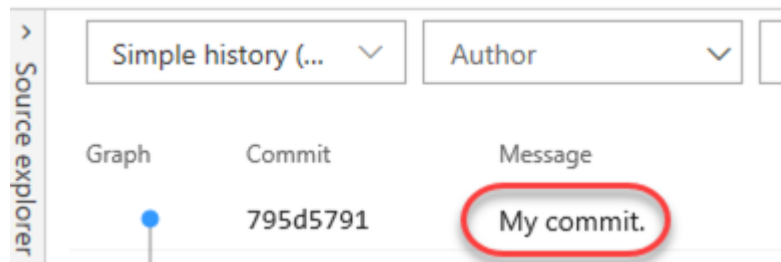 Source explorer
Simple history (...
Author
Graph Commit Message
795d5791 My commit.